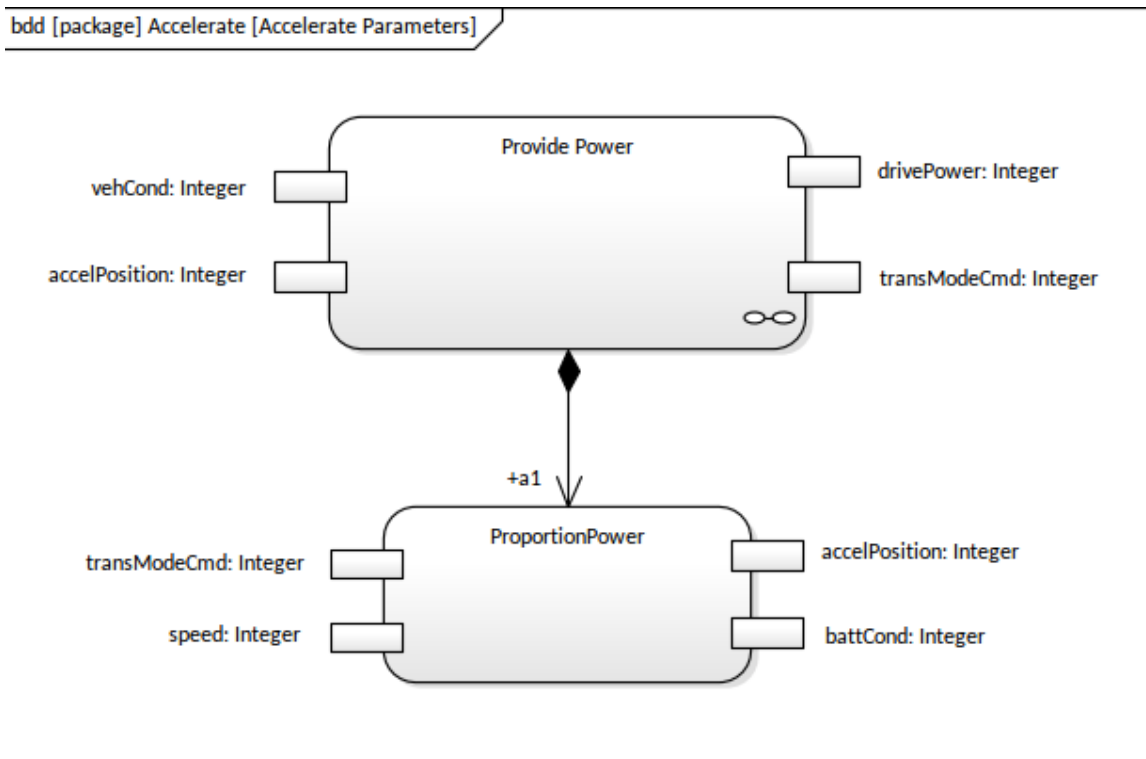 bdd [package] Accelerate [Accelerate Parameters]
Provide Power
vehCond: Integer
drivePower: Integer
accelPosition: Integer
transModeCmd: Integer
+a1
ProportionPower
transModeCmd: Integer
accelPosition: Integer
speed: Integer
battCond: Integer